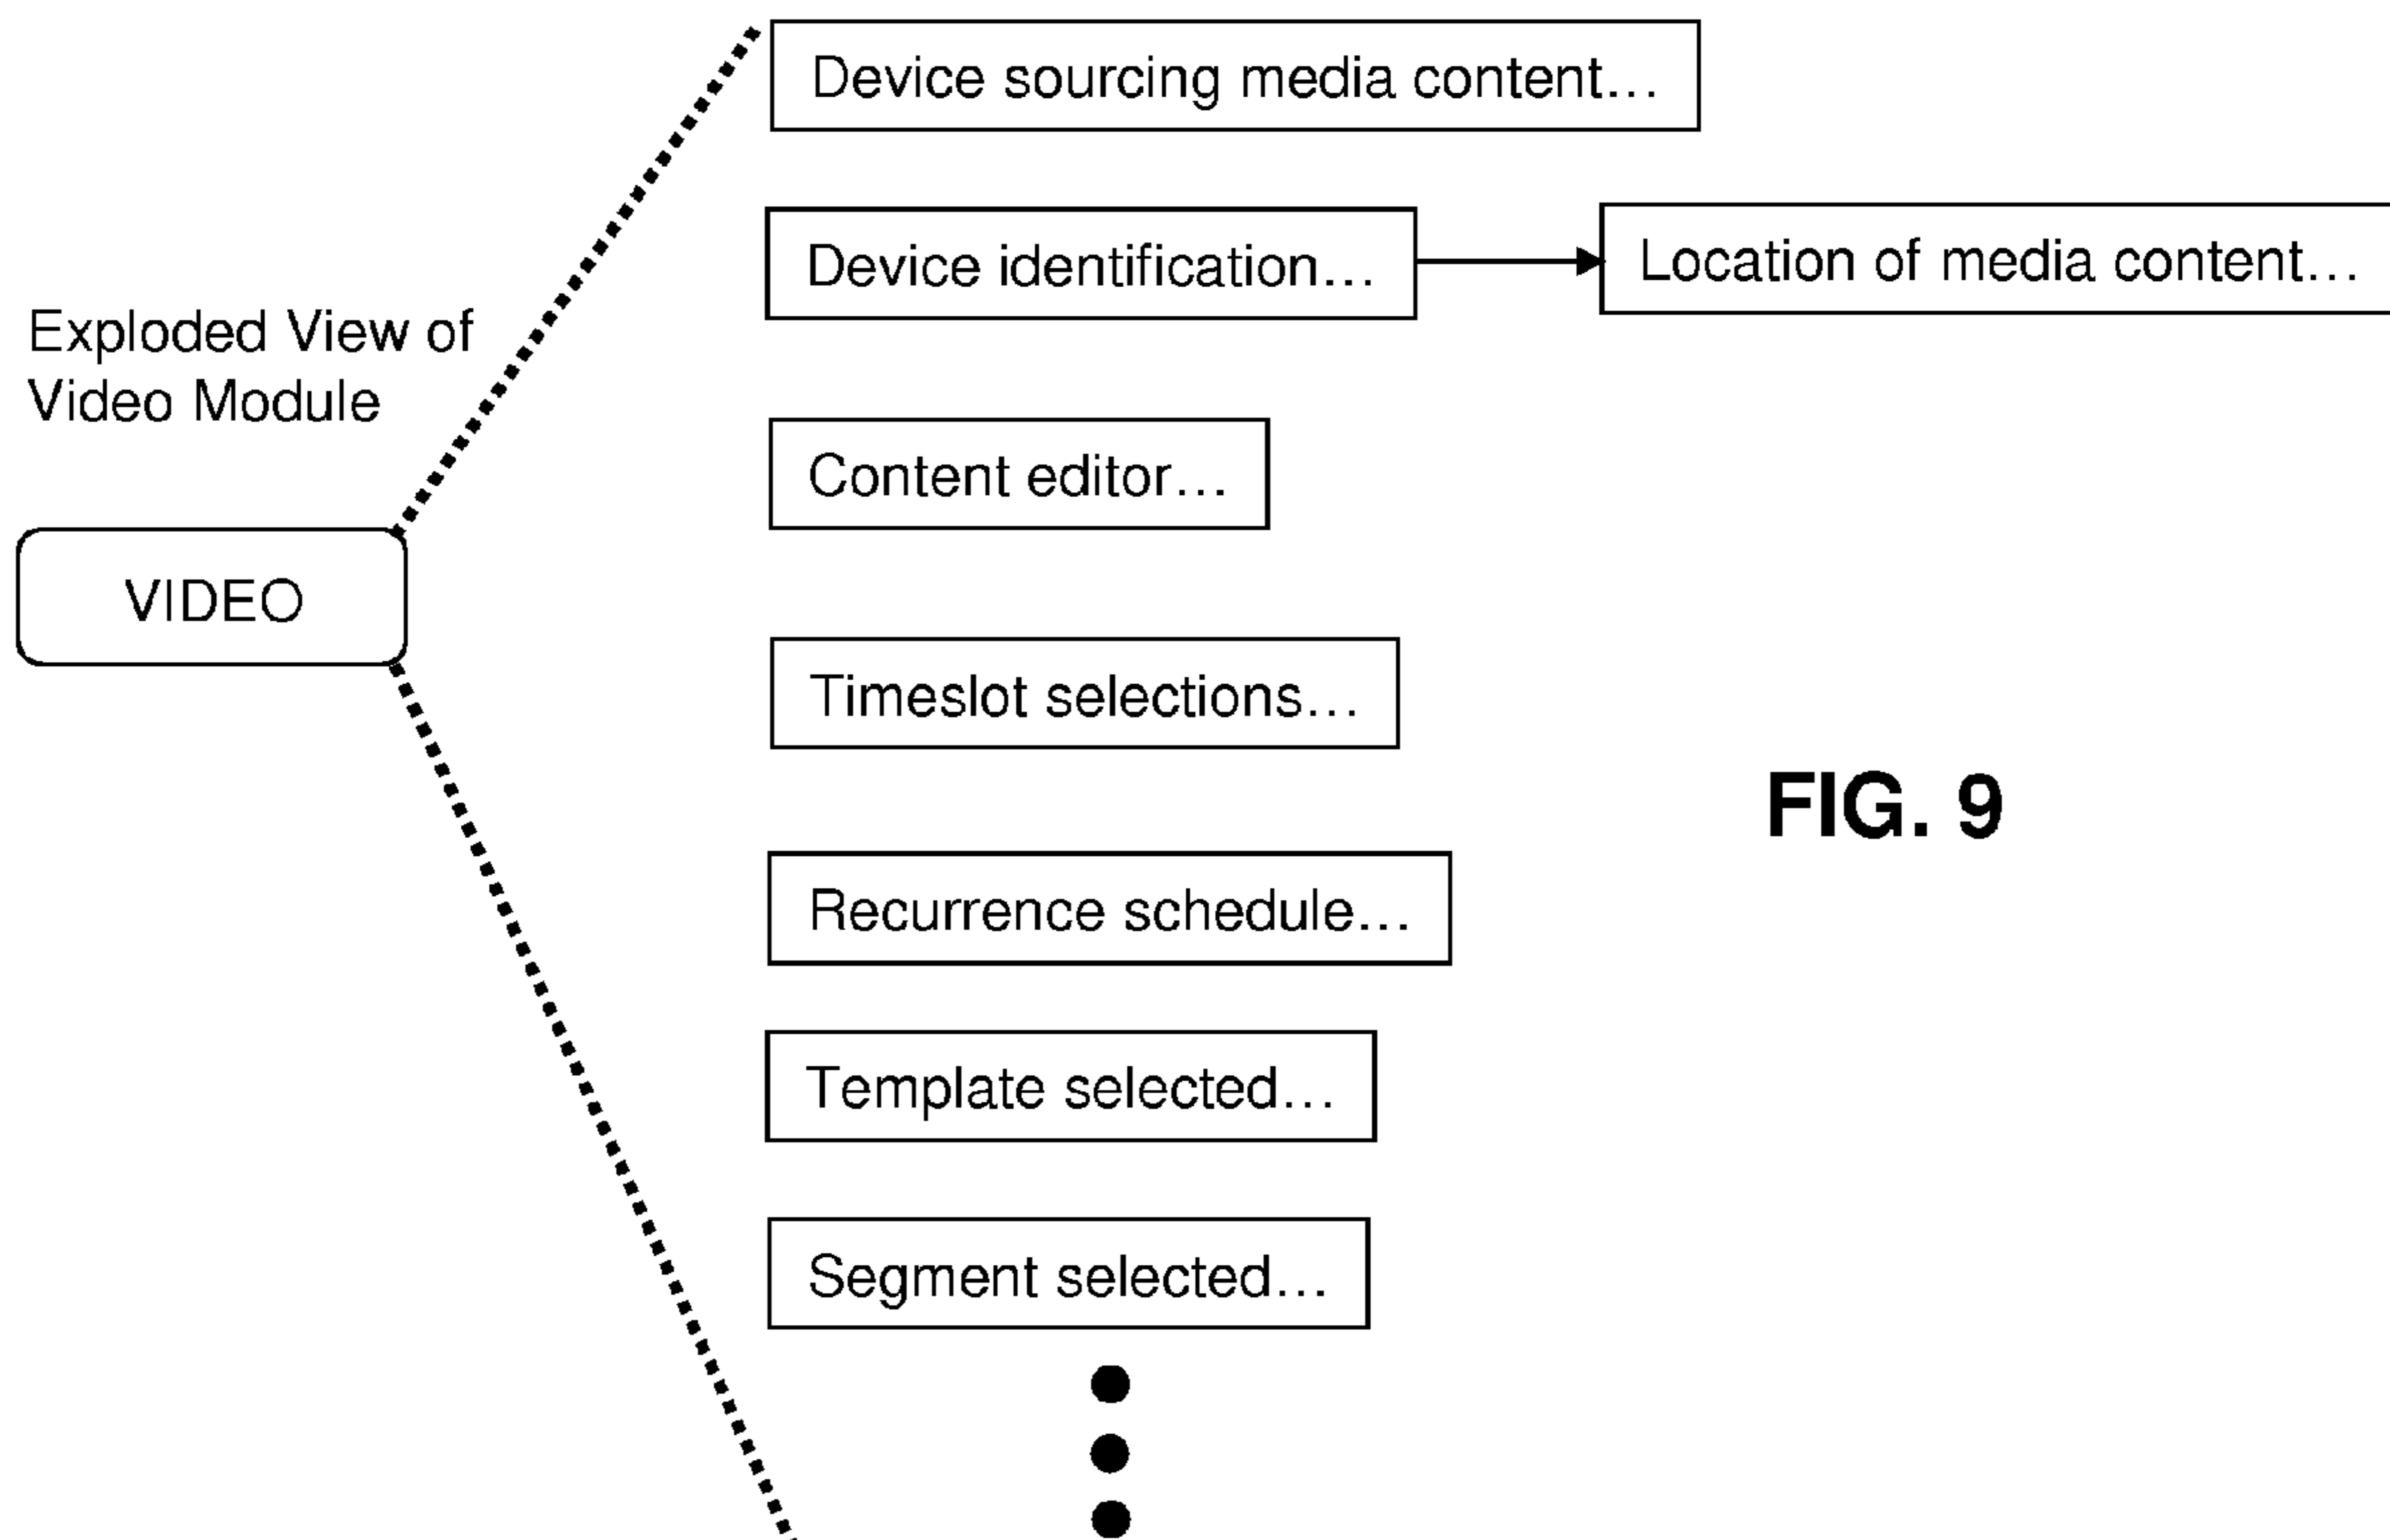 Device sourcing media content...
Device identification...
Location of media content...
Exploded View of
Video Module
Content editor...
VIDEO
Timeslot selections...
FIG. 9
Recurrence schedule...
Template selected...
Segment selected...